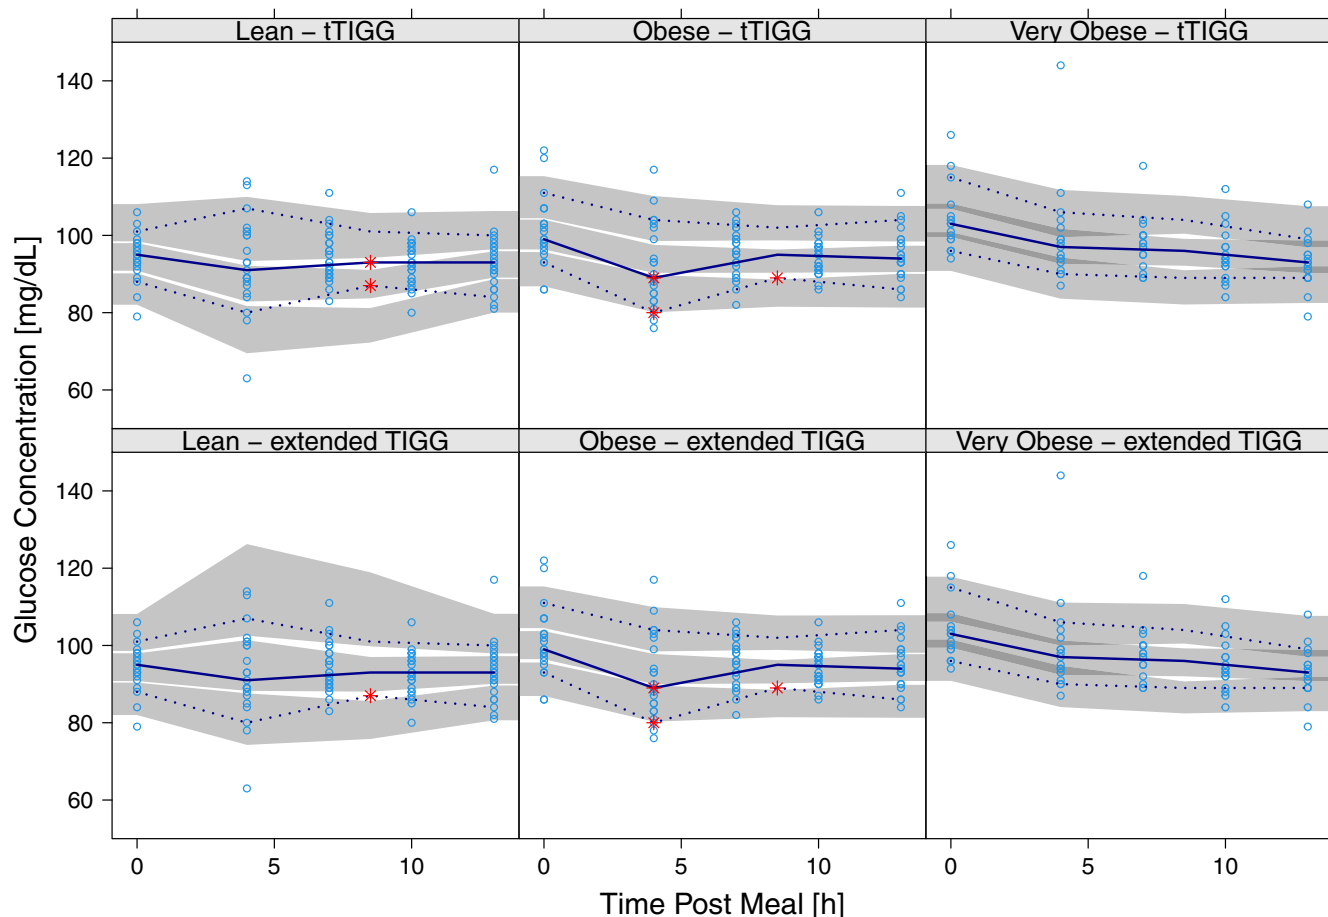 Lean − tTIGG
Obese − tTIGG
Very Obese − tTIGG
140
120
100
80
60
Lean − extended TIGG
Obese − extended TIGG
Very Obese − extended TIGG
140
120
100
80
60
0
5
10
0
5
10
0
5
10
Time Post Meal [h]
Glucose Concentration [mg/dL]